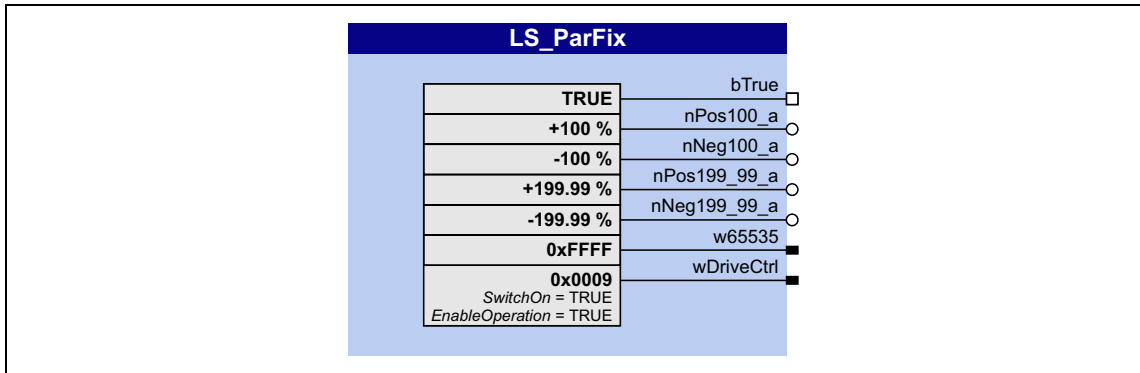 LS_ParFix
TRUE
bTrue
+100 %
nPos100_a
-100 %
nNeg100_a
+199.99 %
nPos199_99_a
-199.99 %
nNeg199_99_a
0xFFFF
w65535
0x0009
wDriveCtrl
SwitchOn = TRUE
EnableOperation = TRUE